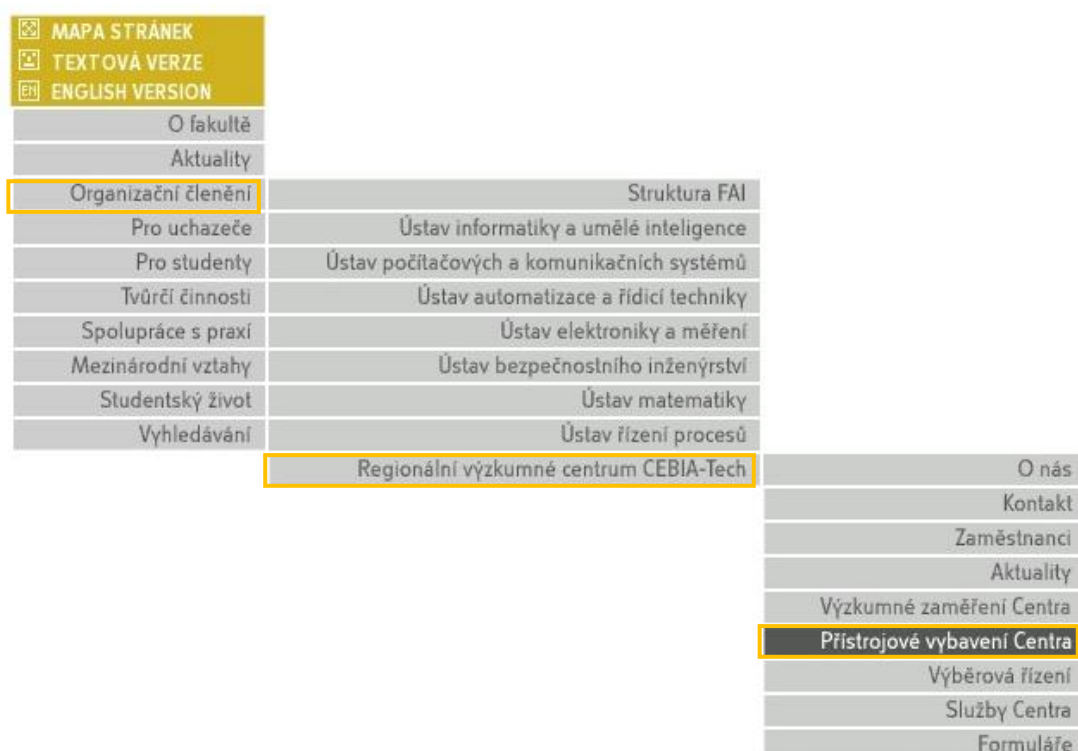 MAPA STRÁNEK
TEXTOVÁ VERZE
EN ENGLISH VERSION
O fakultě
Aktuality
Organizační členění
Pro uchazeče
Pro studenty
Tvůrčí činnosti
Spolupráce s praxí
Mezinárodní vztahy
Studentský život
Vyhledávání
Struktura FAI
Ústav informatiky a umělé inteligence
Ústav počítačových a komunikačních systémů
Ústav automatizace a řídicí techniky
Ústav elektroniky a měření
Ústav bezpečnostního inženýrství
Ústav matematiky
Ústav řízení procesů
Regionální výzkumné centrum CEBIA-Tech
O nás
Kontakt
Zaměstnanci
Aktuality
Výzkumné zaměření Centra
Přístrojové vybavení Centra
Výběrová řízení
Služby Centra
Formuláře